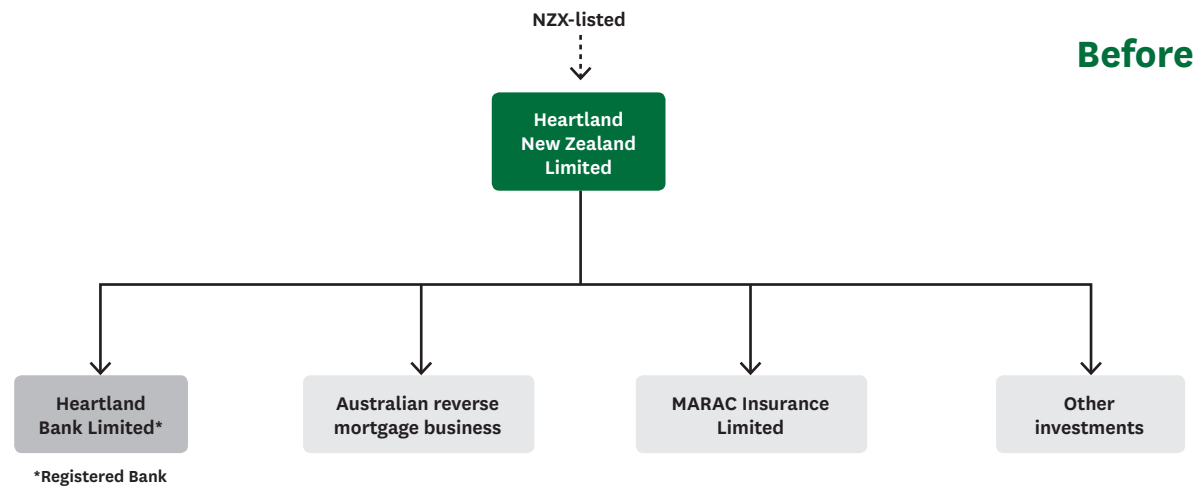 NZX-listed
Before
Heartland
New Zealand
Limited
Heartland
Bank Limited*
Australian reverse
mortgage business
MARAC Insurance
Limited
Other
investments
*Registered Bank